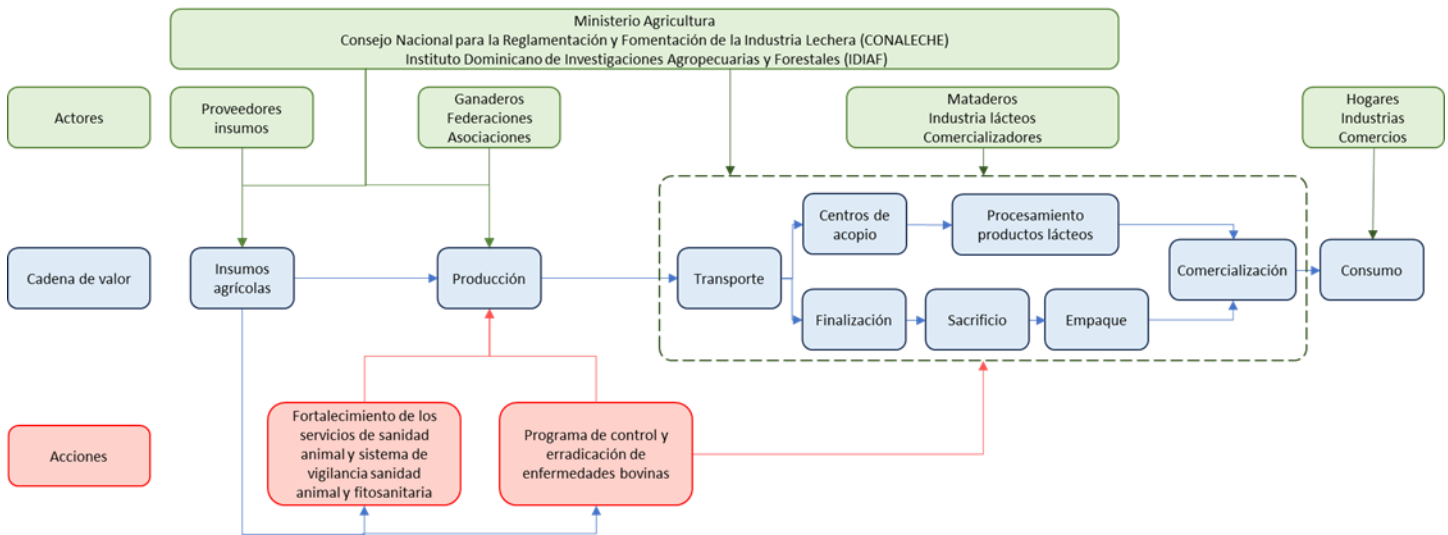 Ministerio Agricultura
Consejo Nacional para la Reglamentación y Fomentación de la Industria Lechera (CONALECHE)
Instituto Dominicano de Investigaciones Agropecuarias y Forestales (IDIAF)
Actores
Proveedores
insumos
Ganaderos
Federaciones
Asociaciones
Mataderos
Industria lácteos
Comercializadores
Hogares
Industrias
Comercios
Cadena de valor
Insumos
agrícolas
Producción
Transporte
Centros de
acopio
Procesamiento
productos lácteos
Finalización
Sacrificio
Empaque
Comercialización
Consumo
Acciones
Fortalecimiento de los
servicios de sanidad
animal y sistema de
vigilancia sanidad
animal y fitosanitaria
Programa de control y
erradicación de
enfermedades bovinas